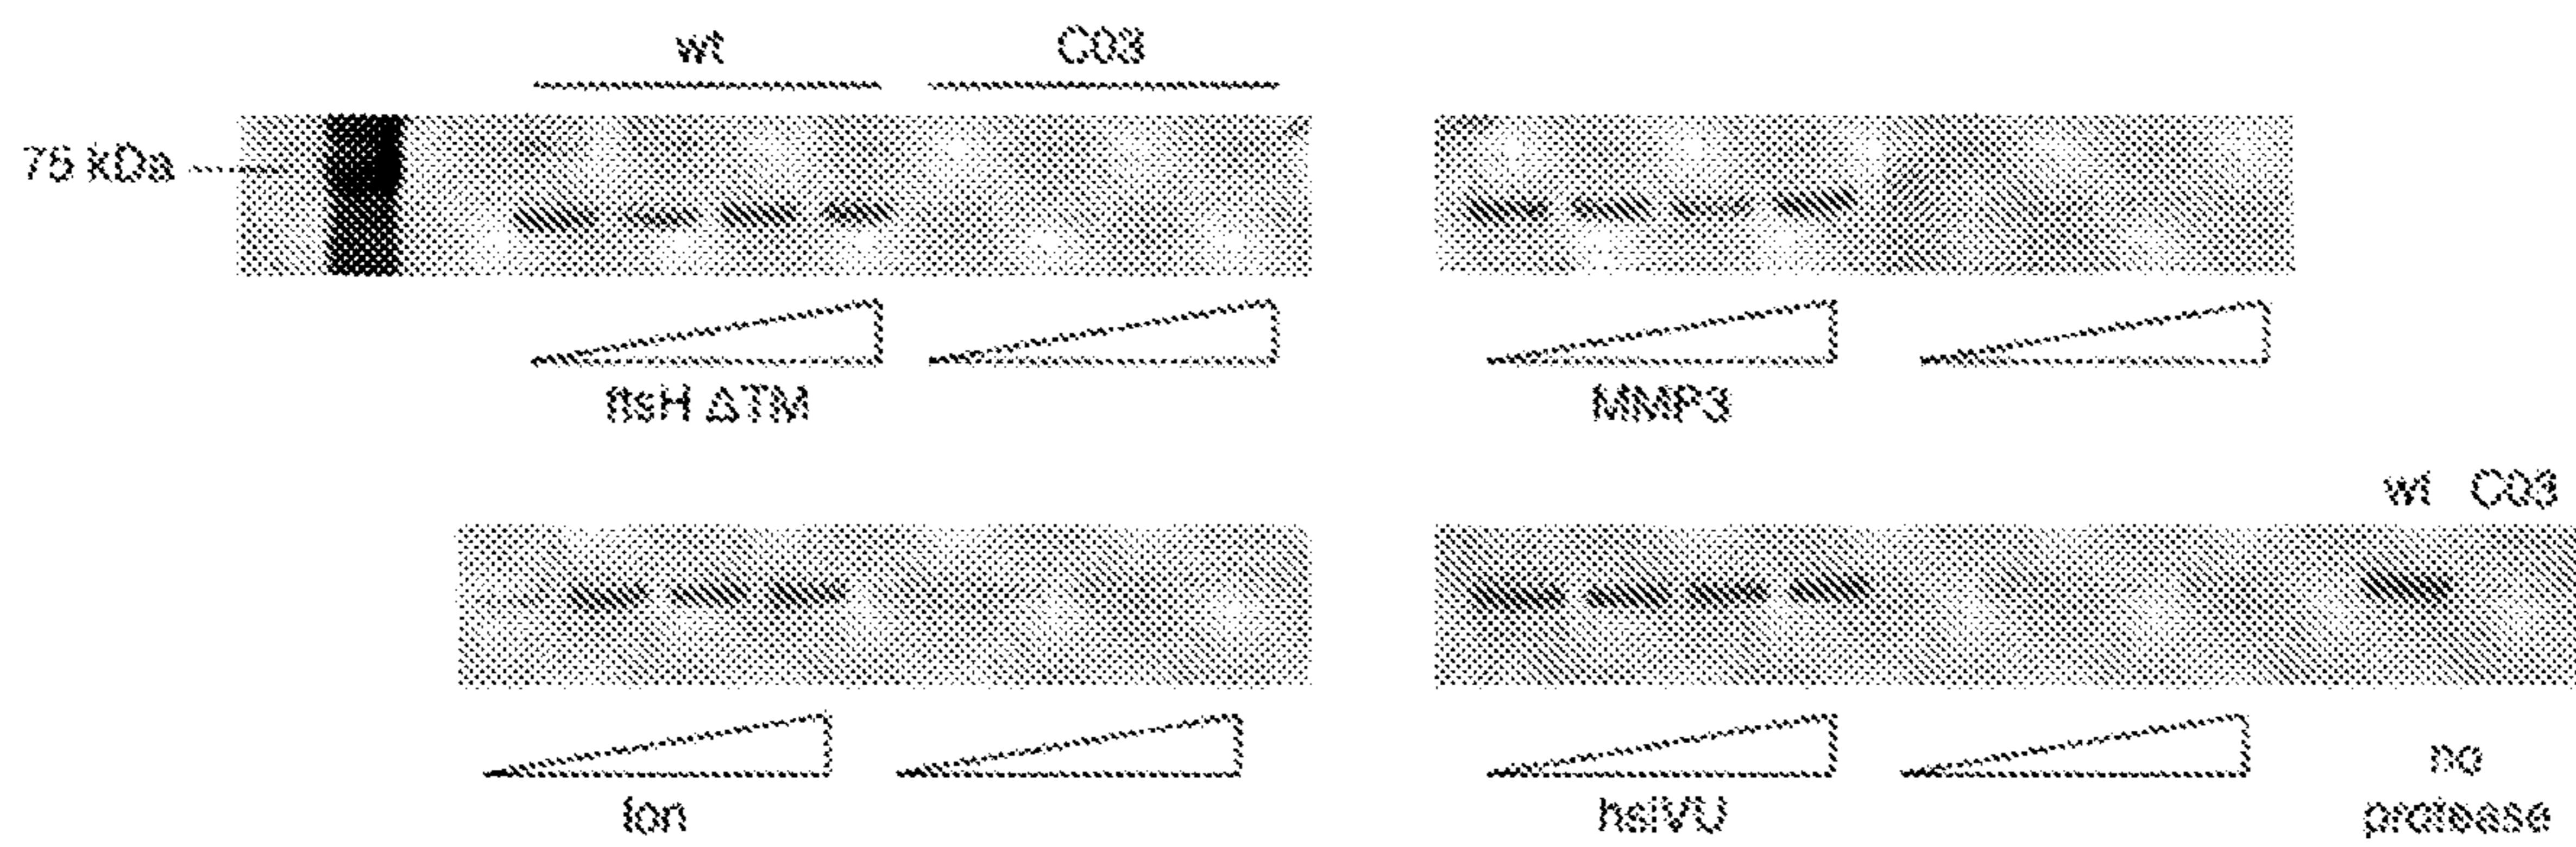 wt C03
75 kDa
ftsH ΔTM MMP3
wt C03
lon hslVU no
protease